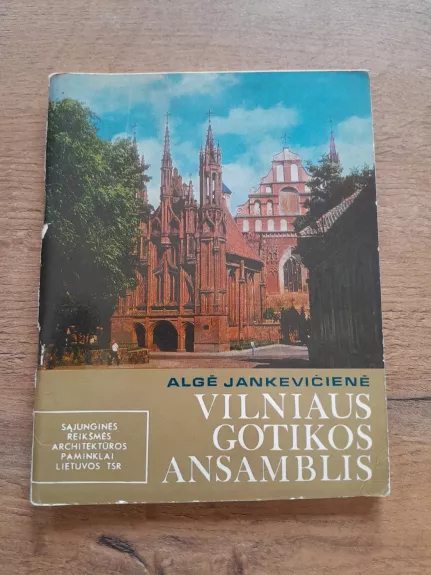 ALGĖ JANKEVIČIENĖ
VILNIAUS
GOTIKOS
ANSAMBLIS
SĄJUNGINĖS
REIKŠMĖS
ARCHITEKTŪROS
PAMINKLAI
LIETUVOS TSR